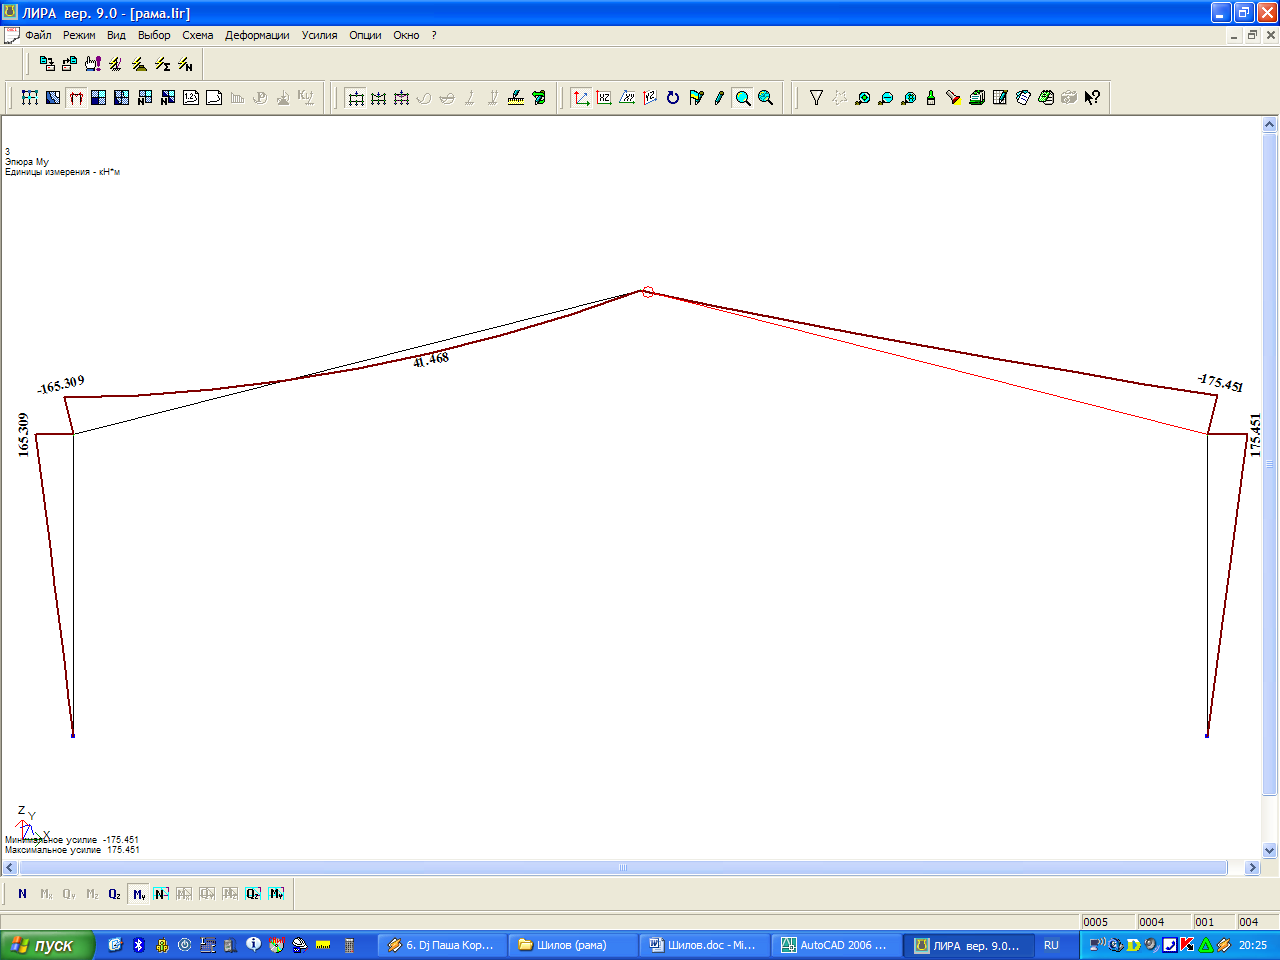 ЛИРА вер. 9.0 - [рама.lir]
Файл Режим Вид Выбор Схема Деформации Усилия Опции Окно ?
3
Эпюра My
Единицы измерения - кН*м
-165.309
165.309
41.468
-175.451
175.451
Z
Y
X
Минимальное усилие -175.451
Максимальное усилие 175.451
N Mx Qy Mz Qz My
0005 0004 001 004
пуск
6. Dj Паша Кор...
Шилов (рама)
Шилов.doc - Mi...
AutoCAD 2006 ...
ЛИРА вер. 9.0...
RU
20:25